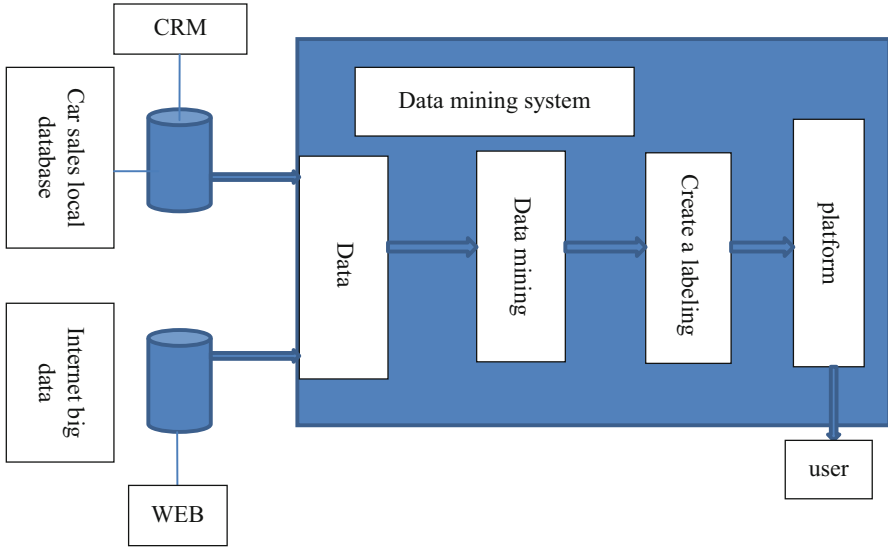 CRM
Car sales local
database
Data mining system
Data
Data mining
Create a labeling
platform
Internet big
data
WEB
user